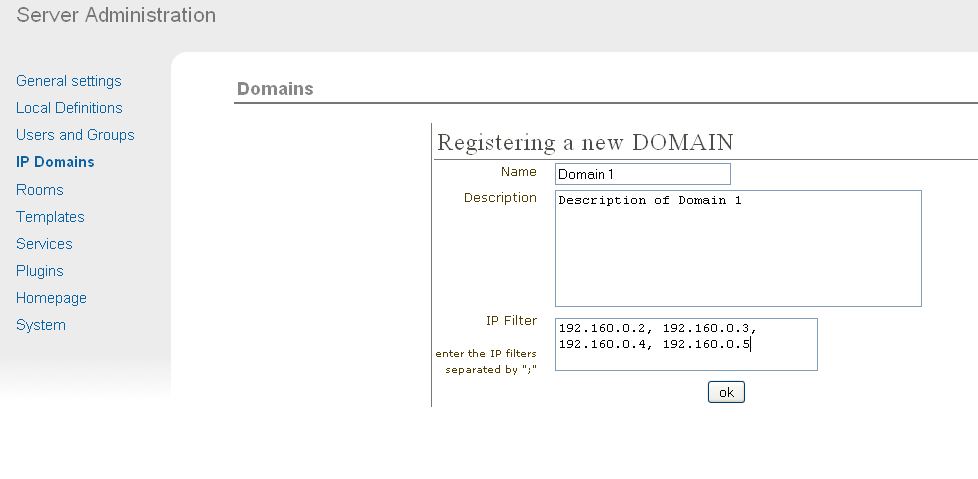 Server Administration
General settings
Local Definitions
Users and Groups
IP Domains
Rooms
Templates
Services
Plugins
Homepage
System
Domains
Registering a new DOMAIN
Name
Domain 1
Description
Description of Domain 1
IP Filter
192.160.0.2, 192.160.0.3,
192.160.0.4, 192.160.0.5
enter the IP filters
separated by ";"
ok